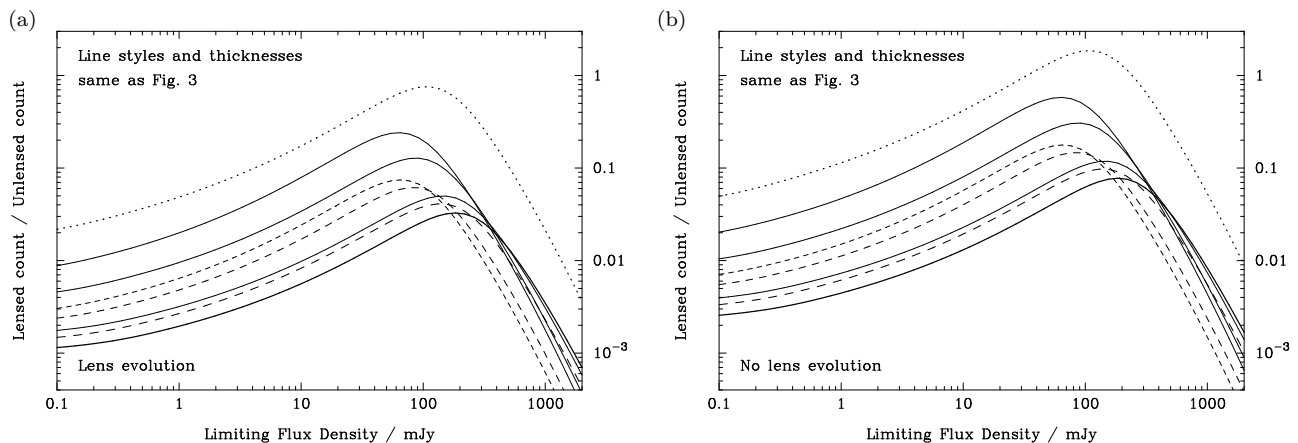 (a)
Line styles and thicknesses
same as Fig. 3
Lens evolution
Lensed count / Unlensed count
1
0.1
0.01
10⁻³
0.1 1 10 100 1000
Limiting Flux Density / mJy
(b)
Line styles and thicknesses
same as Fig. 3
No lens evolution
Lensed count / Unlensed count
1
0.1
0.01
10⁻³
0.1 1 10 100 1000
Limiting Flux Density / mJy